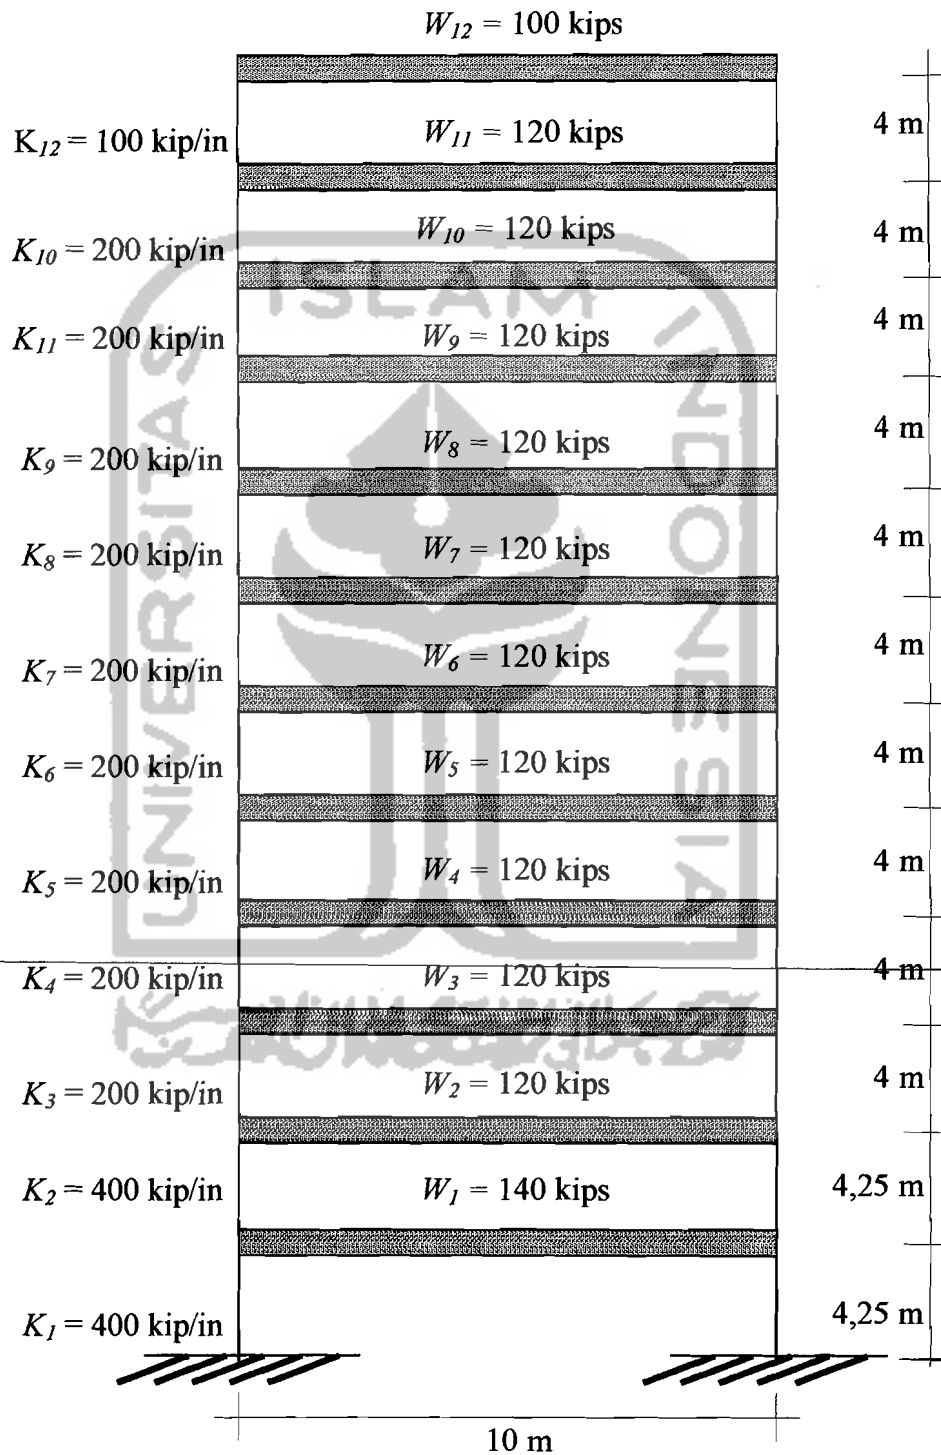 W12 = 100 kips
K12 = 100 kip/in
W11 = 120 kips
4 m
K10 = 200 kip/in
W10 = 120 kips
4 m
K11 = 200 kip/in
W9 = 120 kips
4 m
K9 = 200 kip/in
W8 = 120 kips
4 m
K8 = 200 kip/in
W7 = 120 kips
4 m
K7 = 200 kip/in
W6 = 120 kips
4 m
K6 = 200 kip/in
W5 = 120 kips
4 m
K5 = 200 kip/in
W4 = 120 kips
4 m
K4 = 200 kip/in
W3 = 120 kips
4 m
K3 = 200 kip/in
W2 = 120 kips
4 m
K2 = 400 kip/in
W1 = 140 kips
4,25 m
K1 = 400 kip/in
4,25 m
10 m
UNIVERSITAS
ISLAM
INDONESIA